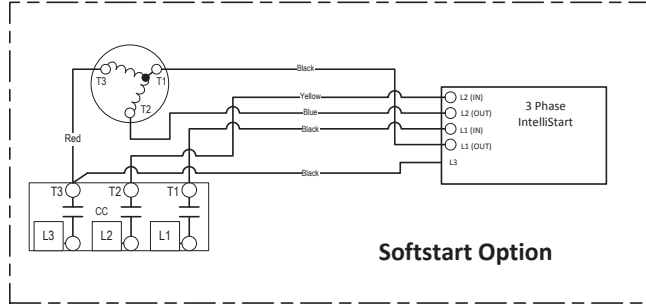 T3
T1
T2
Black
Yellow
Blue
Black
Red
Black
L2 (IN)
L2 (OUT)
L1 (IN)
L1 (OUT)
L3
3 Phase
IntelliStart
T3
T2
T1
CC
L3
L2
L1
Softstart Option